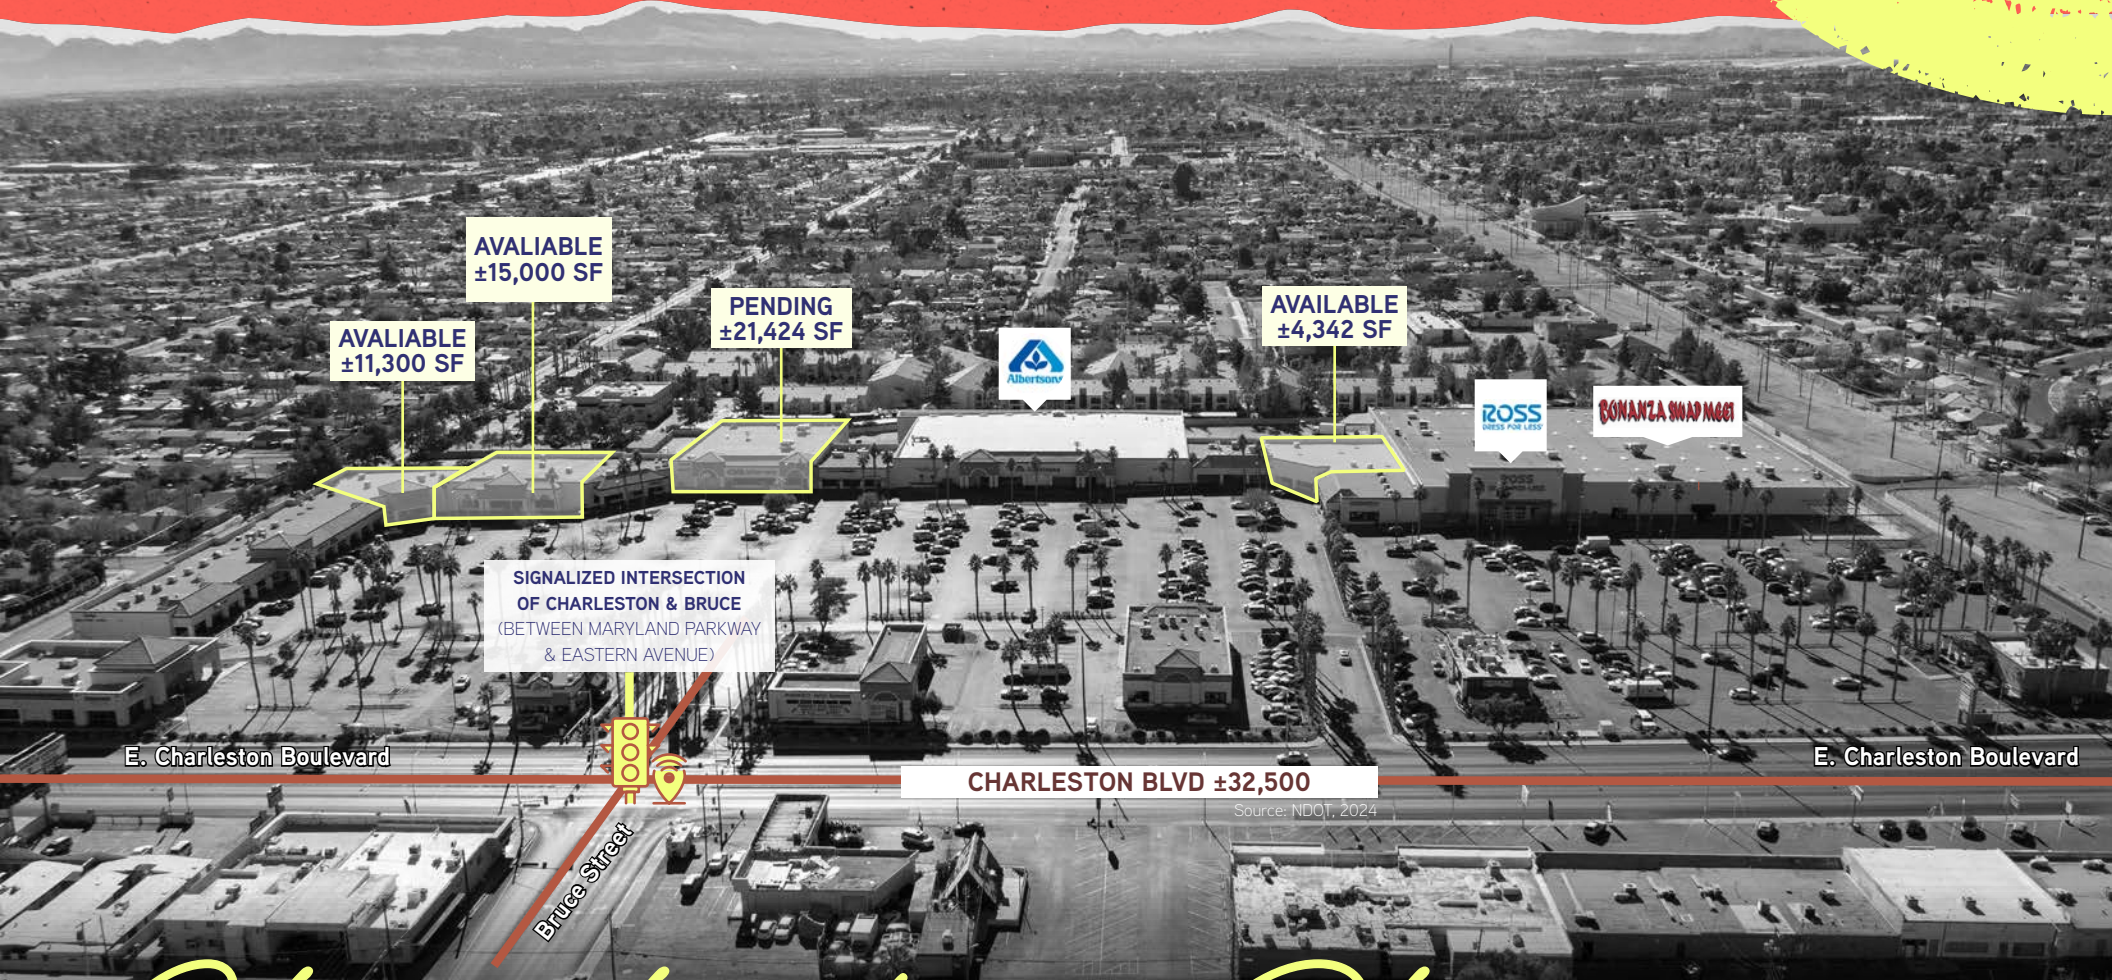 AVALIABLE
±15,000 SF
AVALIABLE
±11,300 SF
PENDING
±21,424 SF
AVAILABLE
±4,342 SF
Albertsons
ROSS
DRESS FOR LESS
BONANZA SWAP MEET
ROSS
SIGNALIZED INTERSECTION
OF CHARLESTON & BRUCE
(BETWEEN MARYLAND PARKWAY
& EASTERN AVENUE)
E. Charleston Boulevard
E. Charleston Boulevard
CHARLESTON BLVD ±32,500
Source: NDOT, 2024
Bruce Street